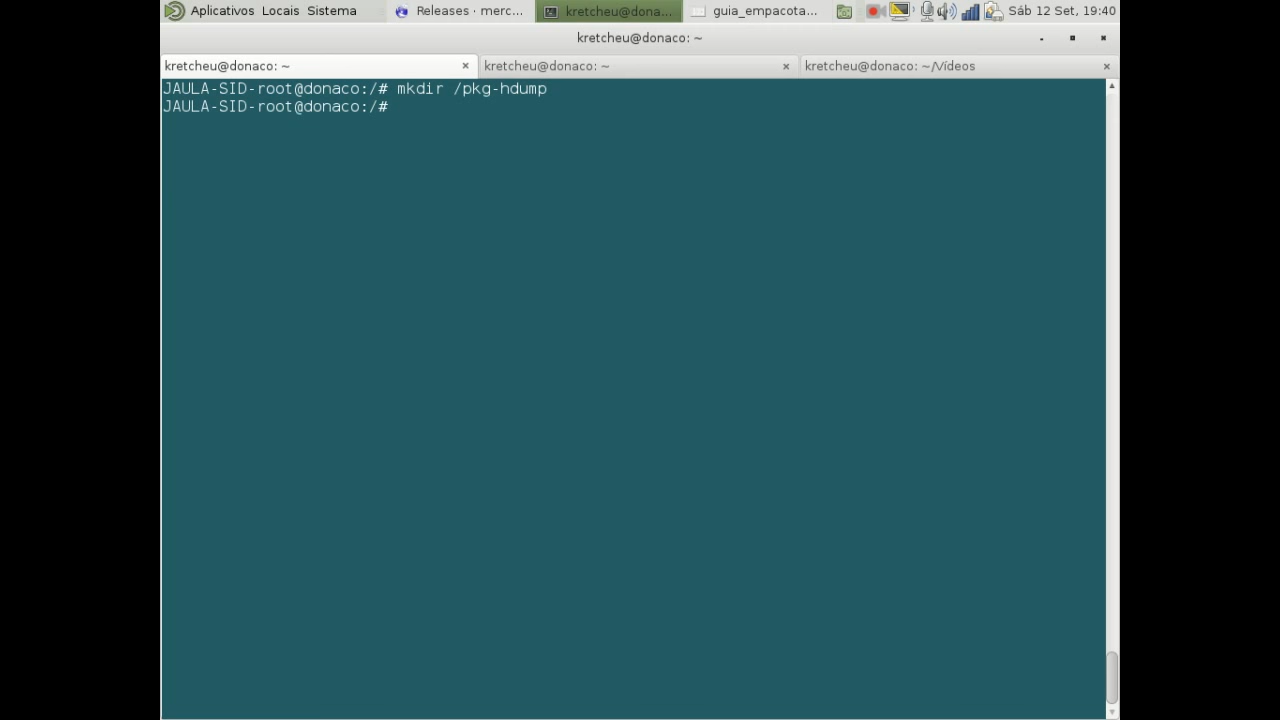 Aplicativos Locais Sistema Releases · merc... kretcheu@dona... guia_empacota... Sáb 12 Set, 19:40
kretcheu@donaco: ~
kretcheu@donaco: ~ kretcheu@donaco: ~ kretcheu@donaco: ~/Vídeos
JAULA-SID-root@donaco:/# mkdir /pkg-hdump
JAULA-SID-root@donaco:/#